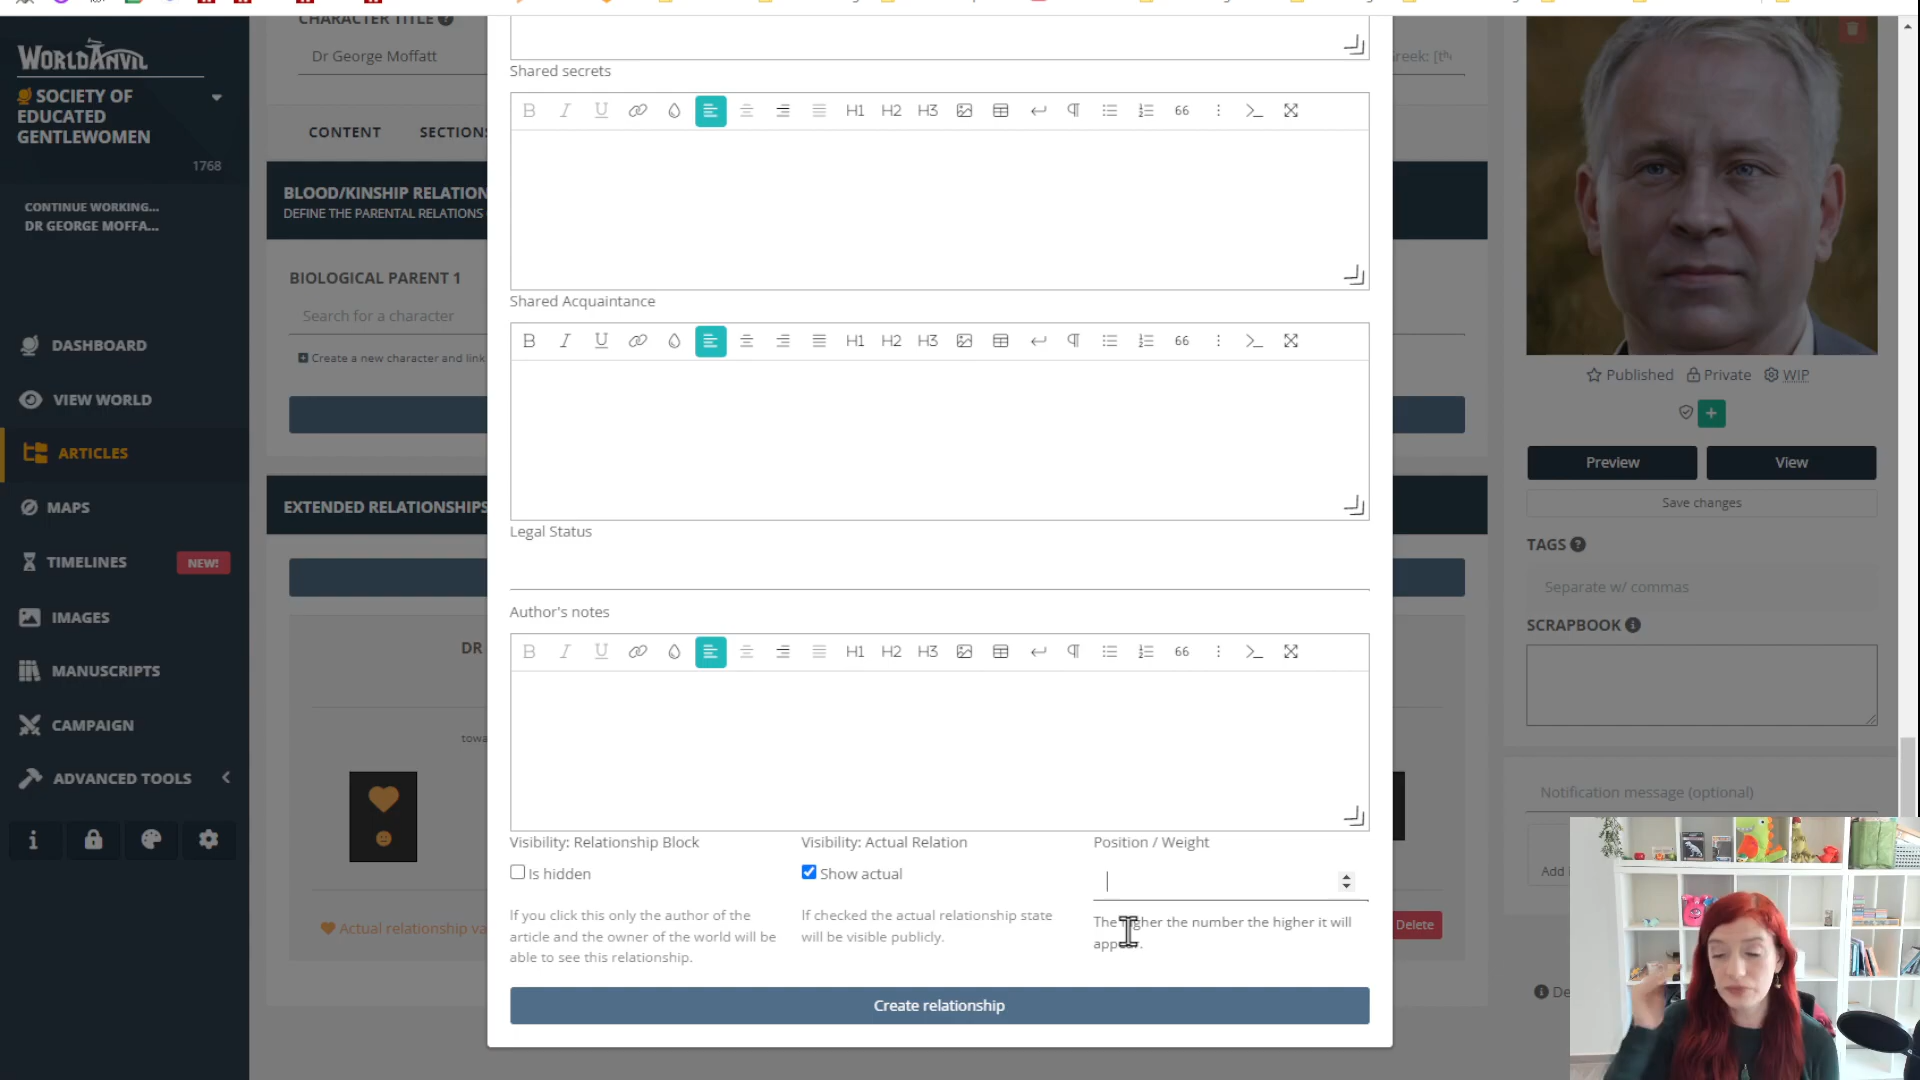 CHARACTER TITLE
Dr George Moffatt
WORLDANVIL
SOCIETY OF
EDUCATED
GENTLEWOMEN
1768
CONTINUE WORKING...
DR GEORGE MOFFA...
DASHBOARD
VIEW WORLD
ARTICLES
MAPS
TIMELINES NEW!
IMAGES
MANUSCRIPTS
CAMPAIGN
ADVANCED TOOLS
CONTENT SECTIONS
BLOOD/KINSHIP RELATION
DEFINE THE PARENTAL RELATIONS
BIOLOGICAL PARENT 1
Search for a character
Create a new character and link
EXTENDED RELATIONSHIPS
DR
towa
Actual relationship va
Shared secrets
B I U H1 H2 H3 66
Shared Acquaintance
B I U H1 H2 H3 66
Legal Status
Author's notes
B I U H1 H2 H3 66
Visibility: Relationship Block
Is hidden
If you click this only the author of the
article and the owner of the world will be
able to see this relationship.
Visibility: Actual Relation
Show actual
If checked the actual relationship state
will be visible publicly.
Position / Weight
The higher the number the higher it will
appear.
Create relationship
Delete
Published Private WIP
Preview View
Save changes
TAGS
Separate w/ commas
SCRAPBOOK
Notification message (optional)
Add
De